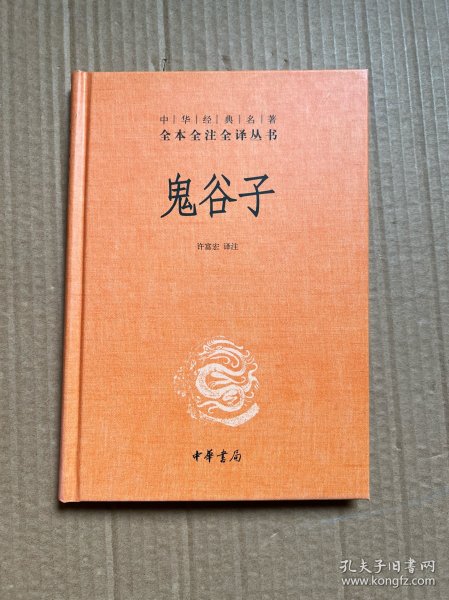 中|华|经|典|名|著
全本全注全译丛书
鬼谷子
许富宏 译注
中華書局
孔夫子旧书网
www.kongfz.com